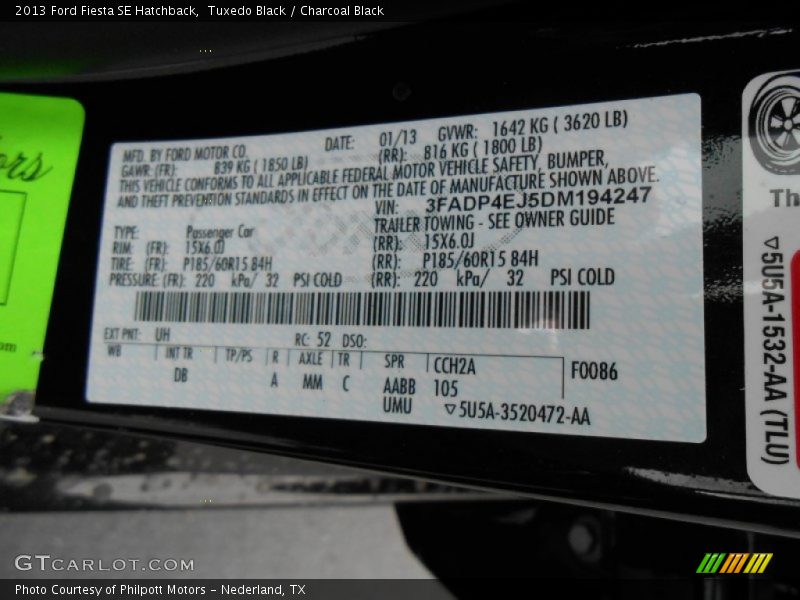 2013 Ford Fiesta SE Hatchback,  Tuxedo Black / Charcoal Black
ors
om
MFD. BY FORD MOTOR CO.
DATE: 01/13 GVWR: 1642 KG ( 3620 LB)
GAWR: (FR): 839 KG ( 1850 LB) (RR): 816 KG ( 1800 LB)
THIS VEHICLE CONFORMS TO ALL APPLICABLE FEDERAL MOTOR VEHICLE SAFETY, BUMPER,
AND THEFT PREVENTION STANDARDS IN EFFECT ON THE DATE OF MANUFACTURE SHOWN ABOVE.
VIN: 3FADP4EJ5DM194247
TYPE: Passenger Car TRAILER TOWING - SEE OWNER GUIDE
RIM: (FR): 15X6.0J (RR): 15X6.0J
TIRE: (FR): P185/60R15 84H (RR): P185/60R15 84H
PRESSURE: (FR): 220 kPa/ 32 PSI COLD (RR): 220 kPa/ 32 PSI COLD
EXT PNT: UH RC: 52 DSO:
WB INT TR TP/PS R AXLE TR SPR CCH2A F0086
DB A MM C AABB 105
UMU ▽5U5A-3520472-AA
Th
▽5U5A-1532-AA (TLU)
GTCARLOT.COM
Photo Courtesy of Philpott Motors - Nederland, TX